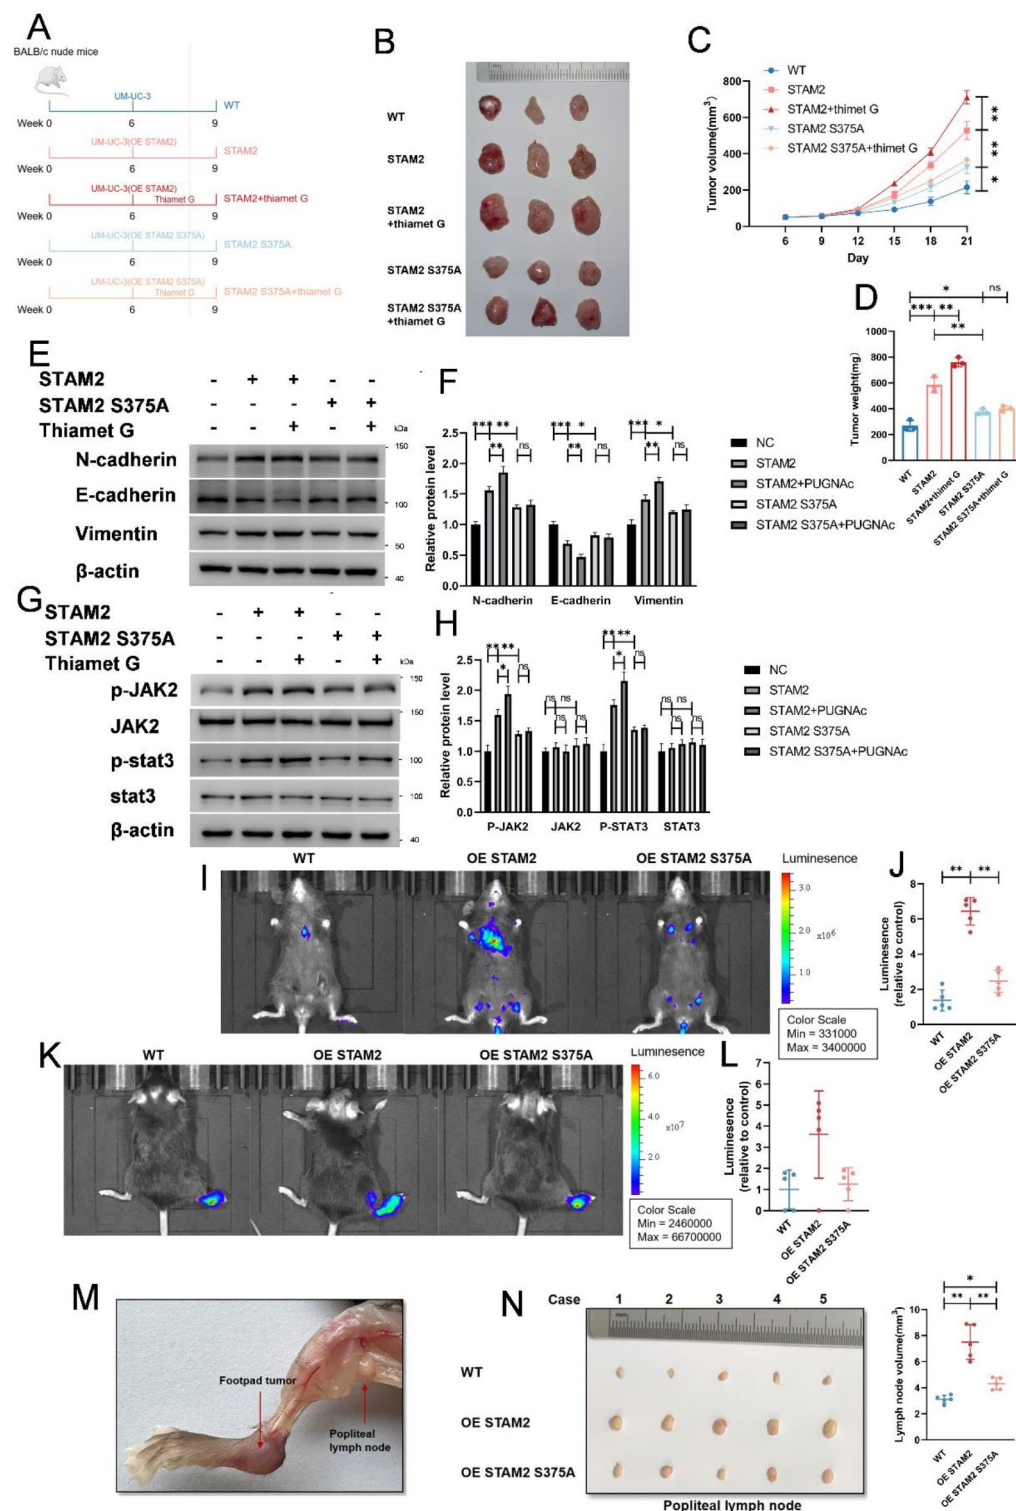 A
BALB/c nude mice
UM-UC-3
WT
Week 0 6 9
UM-UC-3(OE STAM2)
STAM2
Week 0 6 9
UM-UC-3(OE STAM2)
Thiamet G
STAM2+thiamet G
Week 0 6 9
UM-UC-3(OE STAM2 S375A)
STAM2 S375A
Week 0 6 9
UM-UC-3(OE STAM2 S375A)
Thiamet G
STAM2 S375A+thiamet G
Week 0 6 9
B
WT
STAM2
STAM2
+thiamet G
STAM2 S375A
STAM2 S375A
+thiamet G
C
WT
STAM2
STAM2+thimet G
STAM2 S375A
STAM2 S375A+thimet G
Tumor volume(mm³)
800
600
400
200
0
6 9 12 15 18 21
Day
**
**
*
D
* ns
*** **
**
Tumor weight(mg)
1000
800
600
400
200
0
WT
STAM2
STAM2+thimet G
STAM2 S375A
STAM2 S375A+thimet G
E
STAM2 - + + - -
STAM2 S375A - - - + +
Thiamet G - - + - +
kDa
N-cadherin
150
E-cadherin
100
Vimentin
50
β-actin
40
F
Relative protein level
2.5
2.0
1.5
1.0
0.5
0.0
*** ** *** * *** *
** ns ** ns ** ns
N-cadherin E-cadherin Vimentin
NC
STAM2
STAM2+PUGNAc
STAM2 S375A
STAM2 S375A+PUGNAc
G
STAM2 - + + - -
STAM2 S375A - - - + +
Thiamet G - - + - +
kDa
p-JAK2
150
JAK2
p-stat3
100
stat3
100
β-actin
40
H
Relative protein level
2.5
2.0
1.5
1.0
0.5
0.0
** ** ns ns ** ** ns ns
* ns ns ns * ns ns ns
P-JAK2 JAK2 P-STAT3 STAT3
NC
STAM2
STAM2+PUGNAc
STAM2 S375A
STAM2 S375A+PUGNAc
I
WT OE STAM2 OE STAM2 S375A
Luminesence
3.0
2.0
x10⁶
1.0
Color Scale
Min = 331000
Max = 3400000
J
** **
Luminesence
(relative to control)
8
6
4
2
0
WT
OE STAM2
OE STAM2 S375A
K
WT OE STAM2 OE STAM2 S375A
Luminesence
6.0
x10⁷
4.0
2.0
Color Scale
Min = 2460000
Max = 66700000
L
Luminesence
(relative to control)
7
6
5
4
3
2
1
0
WT
OE STAM2
OE STAM2 S375A
M
Footpad tumor
Popliteal
lymph node
N
Case 1 2 3 4 5
WT
OE STAM2
OE STAM2 S375A
Popliteal lymph node
*
** **
Lymph node volume(mm³)
10
8
6
4
2
0
WT
OE STAM2
OE STAM2 S375A